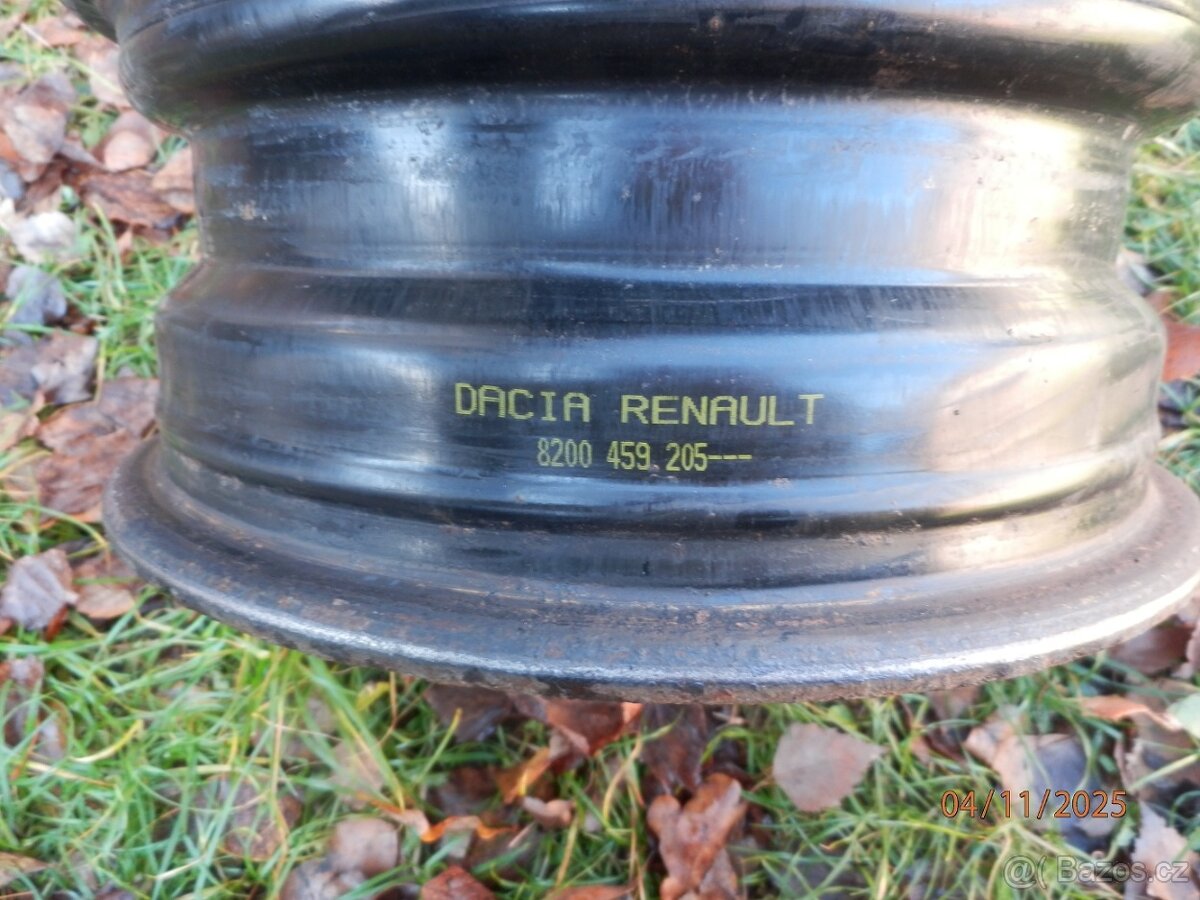 DACIA RENAULT
8200 459 205---
04/11/2025
@( Bazos.cz